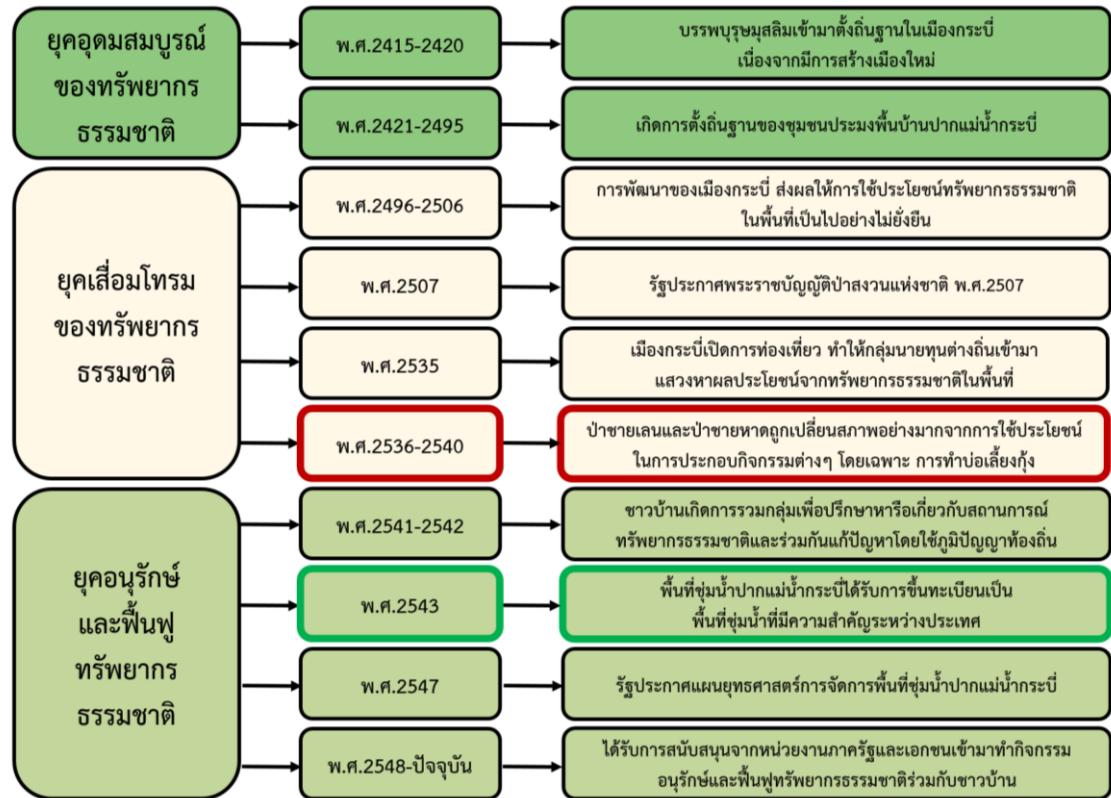 ยุคอุดมสมบูรณ์
ของทรัพยากร
ธรรมชาติ
พ.ศ.2415-2420
บรรพบุรุษมุสลิมเข้ามาตั้งถิ่นฐานในเมืองกระบี่
เนื่องจากมีการสร้างเมืองใหม่
พ.ศ.2421-2495
เกิดการตั้งถิ่นฐานของชุมชนประมงพื้นบ้านปากแม่น้ำกระบี่
ยุคเสื่อมโทรม
ของทรัพยากร
ธรรมชาติ
พ.ศ.2496-2506
การพัฒนาของเมืองกระบี่ ส่งผลให้การใช้ประโยชน์ทรัพยากรธรรมชาติ
ในพื้นที่เป็นไปอย่างไม่ยั่งยืน
พ.ศ.2507
รัฐประกาศพระราชบัญญัติป่าสงวนแห่งชาติ พ.ศ.2507
พ.ศ.2535
เมืองกระบี่เปิดการท่องเที่ยว ทำให้กลุ่มนายทุนต่างถิ่นเข้ามา
แสวงหาผลประโยชน์จากทรัพยากรธรรมชาติในพื้นที่
พ.ศ.2536-2540
ป่าชายเลนและป่าชายหาดถูกเปลี่ยนสภาพอย่างมากจากการใช้ประโยชน์
ในการประกอบกิจกรรมต่างๆ โดยเฉพาะ การทำบ่อเลี้ยงกุ้ง
ยุคอนุรักษ์
และฟื้นฟู
ทรัพยากร
ธรรมชาติ
พ.ศ.2541-2542
ชาวบ้านเกิดการรวมกลุ่มเพื่อปรึกษาหารือเกี่ยวกับสถานการณ์
ทรัพยากรธรรมชาติและร่วมกันแก้ปัญหาโดยใช้ภูมิปัญญาท้องถิ่น
พ.ศ.2543
พื้นที่ชุ่มน้ำปากแม่น้ำกระบี่ได้รับการขึ้นทะเบียนเป็น
พื้นที่ชุ่มน้ำที่มีความสำคัญระหว่างประเทศ
พ.ศ.2547
รัฐประกาศแผนยุทธศาสตร์การจัดการพื้นที่ชุ่มน้ำปากแม่น้ำกระบี่
พ.ศ.2548-ปัจจุบัน
ได้รับการสนับสนุนจากหน่วยงานภาครัฐและเอกชนเข้ามาทำกิจกรรม
อนุรักษ์และฟื้นฟูทรัพยากรธรรมชาติร่วมกับชาวบ้าน